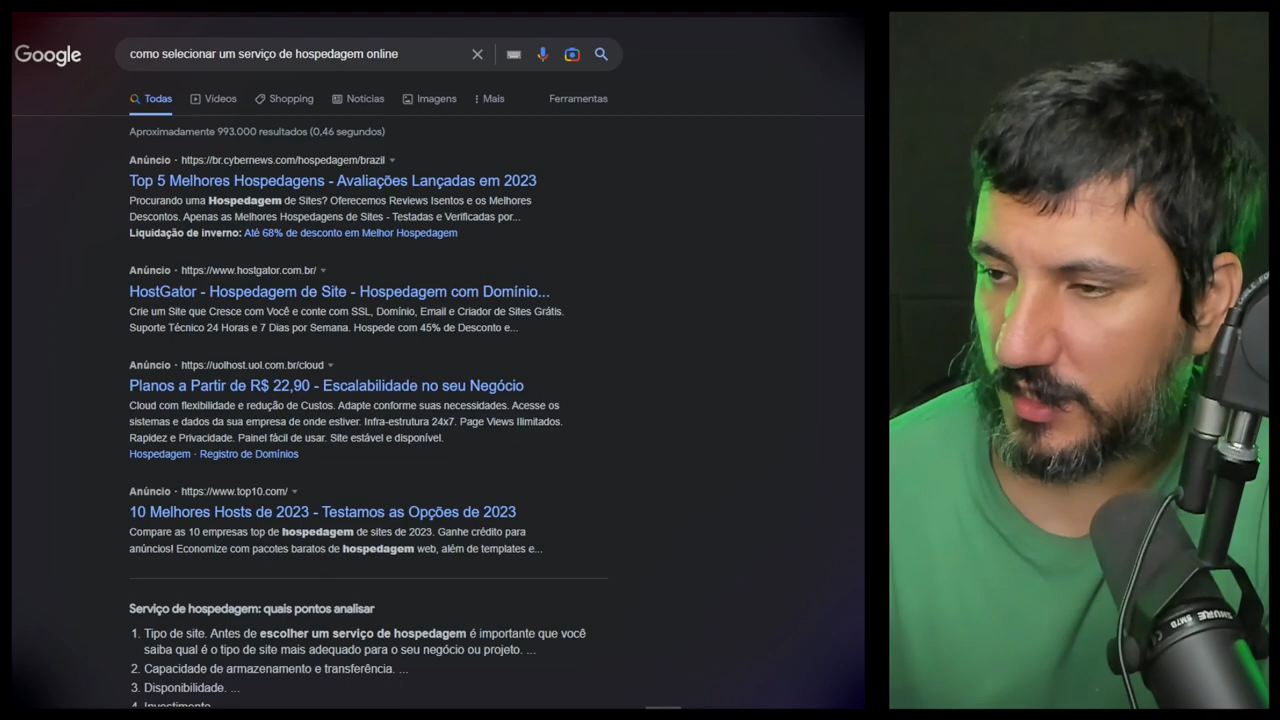 Google
como selecionar um serviço de hospedagem online
Todas
Vídeos
Shopping
Notícias
Imagens
Mais
Ferramentas
Aproximadamente 993.000 resultados (0,46 segundos)
Anúncio · https://br.cybernews.com/hospedagem/brazil
Top 5 Melhores Hospedagens - Avaliações Lançadas em 2023
Procurando uma Hospedagem de Sites? Oferecemos Reviews Isentos e os Melhores
Descontos. Apenas as Melhores Hospedagens de Sites - Testadas e Verificadas por...
Liquidação de inverno: Até 68% de desconto em Melhor Hospedagem
Anúncio · https://www.hostgator.com.br/
HostGator - Hospedagem de Site - Hospedagem com Domínio...
Crie um Site que Cresce com Você e conte com SSL, Domínio, Email e Criador de Sites Grátis.
Suporte Técnico 24 Horas e 7 Dias por Semana. Hospede com 45% de Desconto e...
Anúncio · https://uolhost.uol.com.br/cloud
Planos a Partir de R$ 22,90 - Escalabilidade no seu Negócio
Cloud com flexibilidade e redução de Custos. Adapte conforme suas necesidades. Acesse os
sistemas e dados da sua empresa de onde estiver. Infra-estrutura 24x7. Page Views Ilimitados.
Rapidez e Privacidade. Painel fácil de usar. Site estável e disponível.
Hospedagem · Registro de Domínios
Anúncio · https://www.top10.com/
10 Melhores Hosts de 2023 - Testamos as Opções de 2023
Compare as 10 empresas top de hospedagem de sites de 2023. Ganhe crédito para
anúncios! Economize com pacotes baratos de hospedagem web, além de templates e...
Serviço de hospedagem: quais pontos analisar
1. Tipo de site. Antes de escolher um serviço de hospedagem é importante que você
saiba qual é o tipo de site mais adequado para o seu negócio ou projeto. ...
2. Capacidade de armazenamento e transferência. ...
3. Disponibilidade. ...
4. Investimento
SHURE
SM7B